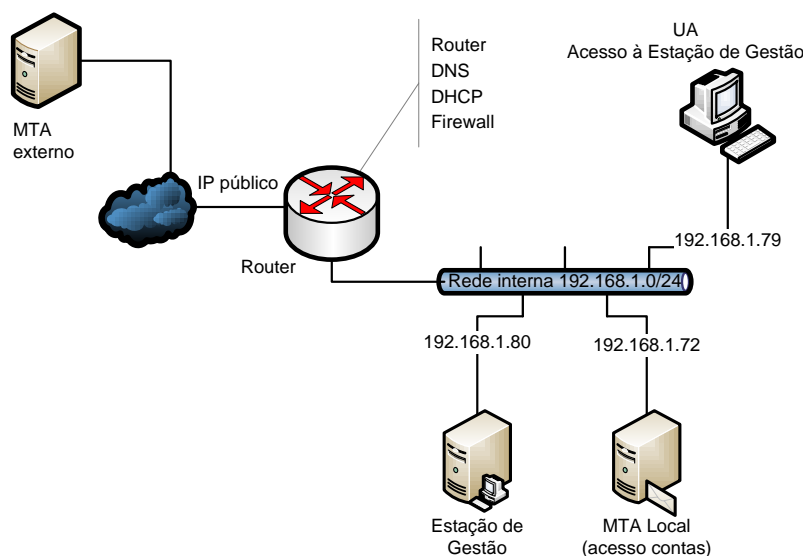 UA
Acesso à Estação de Gestão
Router
DNS
DHCP
Firewall
MTA
externo
IP público
Router
192.168.1.79
Rede interna 192.168.1.0/24
192.168.1.80
192.168.1.72
Estação de
Gestão
MTA Local
(acesso contas)